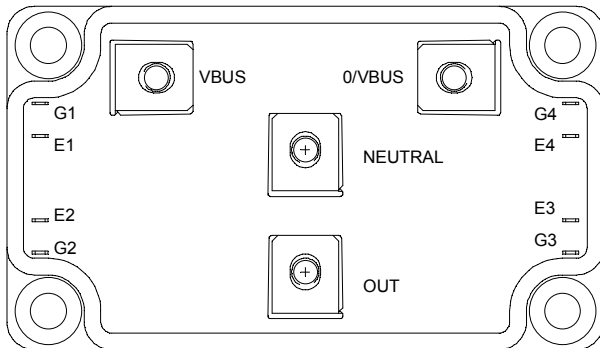 VBUS 0/VBUS
G1 G4
E1 E4
NEUTRAL
E2 E3
G2 G3
OUT